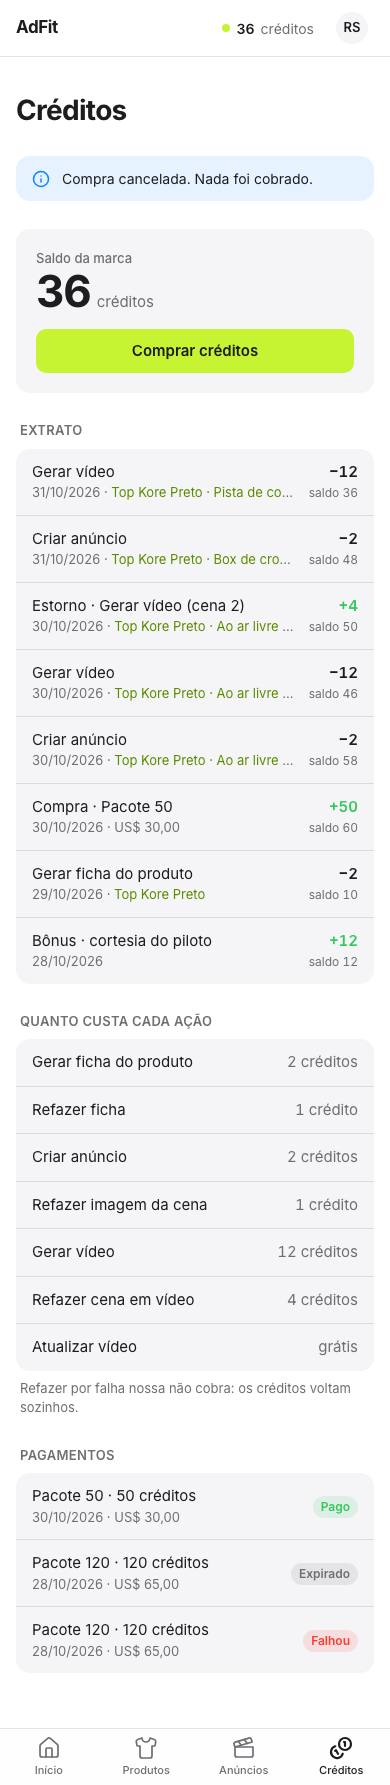 AdFit
36 créditos
RS
Créditos
Compra cancelada. Nada foi cobrado.
Saldo da marca
36 créditos
Comprar créditos
EXTRATO
Gerar vídeo −12
31/10/2026 · Top Kore Preto · Pista de co... saldo 36
Criar anúncio −2
31/10/2026 · Top Kore Preto · Box de cro... saldo 48
Estorno · Gerar vídeo (cena 2) +4
30/10/2026 · Top Kore Preto · Ao ar livre ... saldo 50
Gerar vídeo −12
30/10/2026 · Top Kore Preto · Ao ar livre ... saldo 46
Criar anúncio −2
30/10/2026 · Top Kore Preto · Ao ar livre ... saldo 58
Compra · Pacote 50 +50
30/10/2026 · US$ 30,00 saldo 60
Gerar ficha do produto −2
29/10/2026 · Top Kore Preto saldo 10
Bônus · cortesia do piloto +12
28/10/2026 saldo 12
QUANTO CUSTA CADA AÇÃO
Gerar ficha do produto 2 créditos
Refazer ficha 1 crédito
Criar anúncio 2 créditos
Refazer imagem da cena 1 crédito
Gerar vídeo 12 créditos
Refazer cena em vídeo 4 créditos
Atualizar vídeo grátis
Refazer por falha nossa não cobra: os créditos voltam
sozinhos.
PAGAMENTOS
Pacote 50 · 50 créditos
30/10/2026 · US$ 30,00
Pago
Pacote 120 · 120 créditos
28/10/2026 · US$ 65,00
Expirado
Pacote 120 · 120 créditos
28/10/2026 · US$ 65,00
Falhou
Início
Produtos
Anúncios
Créditos